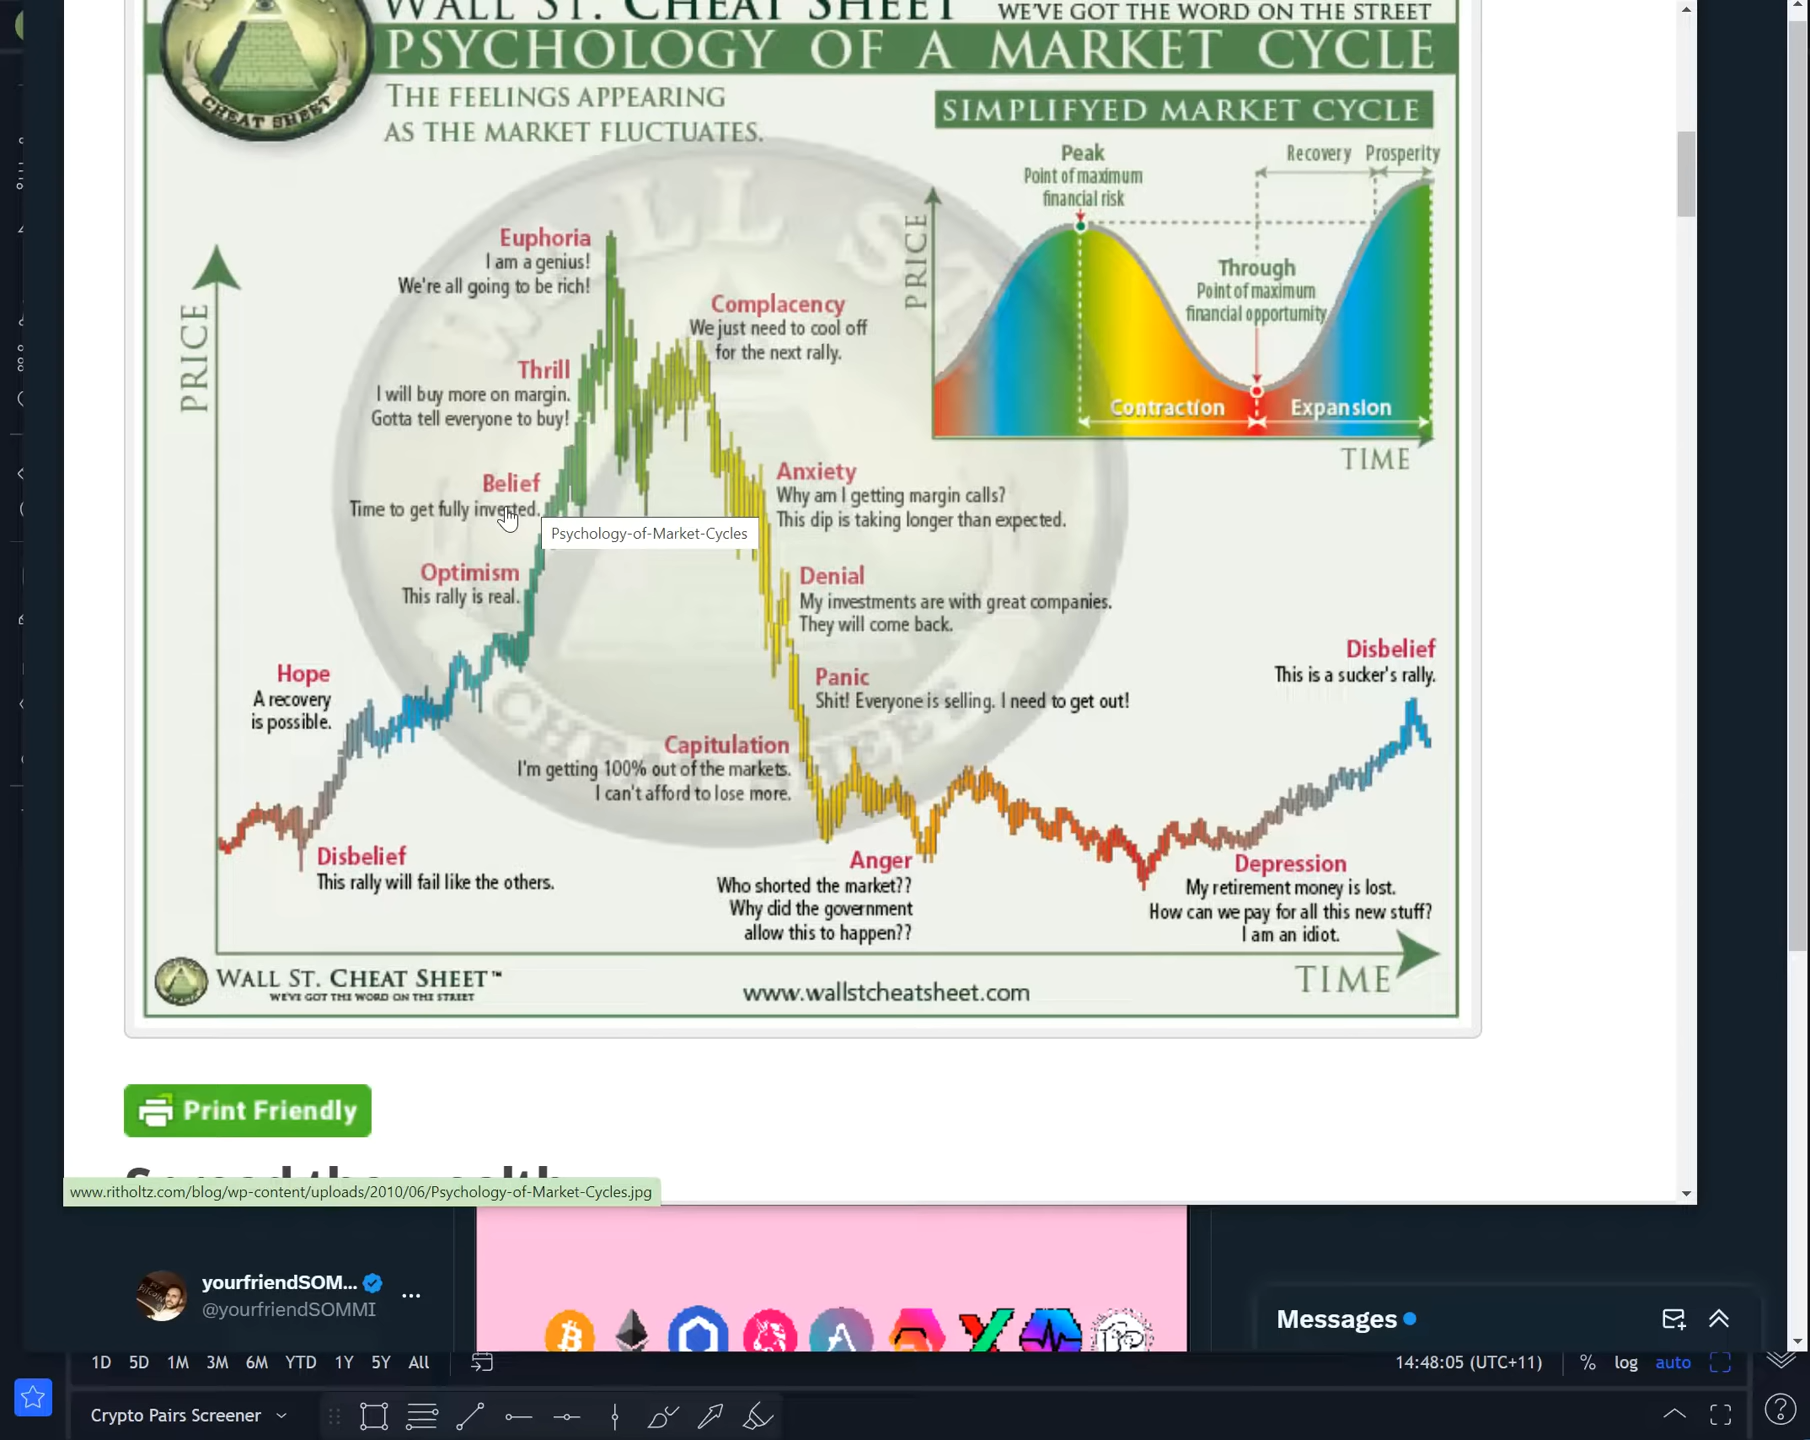 WALL ST. CHEAT SHEET
WE'VE GOT THE WORD ON THE STREET
PSYCHOLOGY OF A MARKET CYCLE
CHEAT SHEET
THE FEELINGS APPEARING
AS THE MARKET FLUCTUATES.
SIMPLIFYED MARKET CYCLE
Peak
Point of maximum
financial risk
Recovery
Prosperity
PRICE
Through
Point of maximum
financial opportunity
Contraction
Expansion
TIME
WALL ST
CHEAT SHEET
PRICE
Euphoria
I am a genius!
We're all going to be rich!
Complacency
We just need to cool off
for the next rally.
Thrill
I will buy more on margin.
Gotta tell everyone to buy!
Belief
Time to get fully invested.
Psychology-of-Market-Cycles
Anxiety
Why am I getting margin calls?
This dip is taking longer than expected.
Optimism
This rally is real.
Denial
My investments are with great companies.
They will come back.
Hope
A recovery
is possible.
Panic
Shit! Everyone is selling. I need to get out!
Disbelief
This is a sucker's rally.
Capitulation
I'm getting 100% out of the markets.
I can't afford to lose more.
Disbelief
This rally will fail like the others.
Anger
Who shorted the market??
Why did the government
allow this to happen??
Depression
My retirement money is lost.
How can we pay for all this new stuff?
I am an idiot.
TIME
WALL ST. CHEAT SHEET™
WE'VE GOT THE WORD ON THE STREET
www.wallstcheatsheet.com
Print Friendly
www.ritholtz.com/blog/wp-content/uploads/2010/06/Psychology-of-Market-Cycles.jpg
yourfriendSOM...
@yourfriendSOMMI
Messages
1D 5D 1M 3M 6M YTD 1Y 5Y All
14:48:05 (UTC+11) % log auto
Crypto Pairs Screener